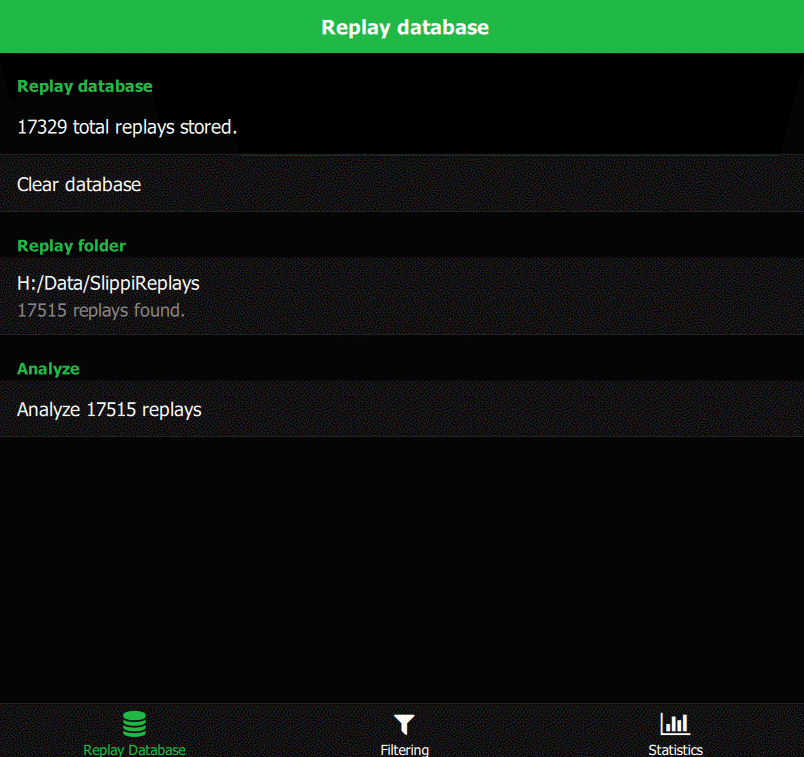 Replay database
Replay database
17329 total replays stored.
Clear database
Replay folder
H:/Data/SlippiReplays
17515 replays found.
Analyze
Analyze 17515 replays
Replay Database
Filtering
Statistics